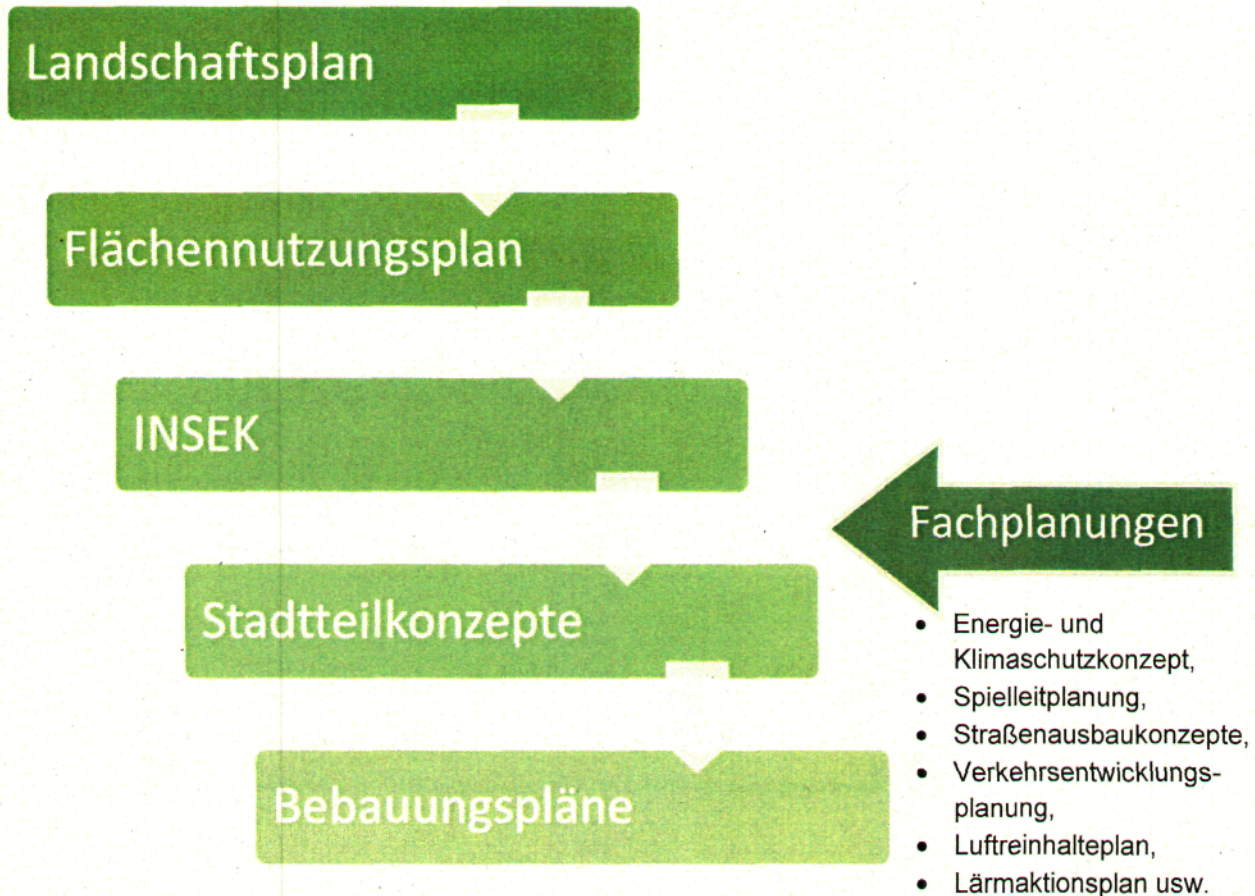 Landschaftsplan
Flächennutzungsplan
INSEK
Stadtteilkonzepte
Bebauungspläne
Fachplanungen
• Energie- und
Klimaschutzkonzept,
• Spielleitplanung,
• Straßenausbaukonzepte,
• Verkehrsentwicklungs-
planung,
• Luftreinhalteplan,
• Lärmaktionsplan usw.